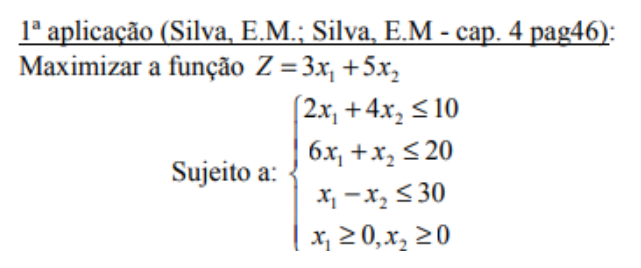 1ª aplicação (Silva, E.M.; Silva, E.M - cap. 4 pag46):
Maximizar a função Z = 3x₁ + 5x₂
2x₁ + 4x₂ ≤ 10
6x₁ + x₂ ≤ 20
Sujeito a:
x₁ − x₂ ≤ 30
x₁ ≥ 0, x₂ ≥ 0